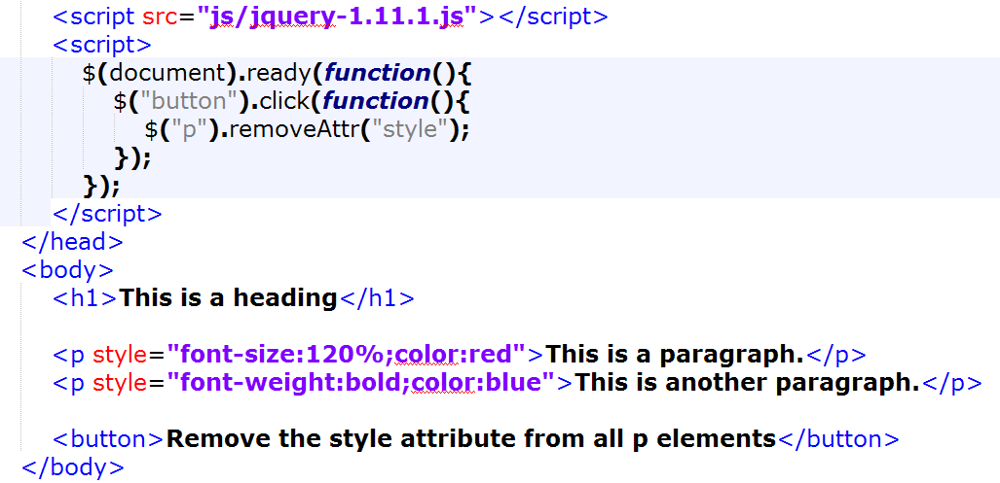 <script src="js/jquery-1.11.1.js"></script>
<script>
$(document).ready(function(){
$("button").click(function(){
$("p").removeAttr("style");
});
});
</script>
</head>
<body>
<h1>This is a heading</h1>
<p style="font-size:120%;color:red">This is a paragraph.</p>
<p style="font-weight:bold;color:blue">This is another paragraph.</p>
<button>Remove the style attribute from all p elements</button>
</body>